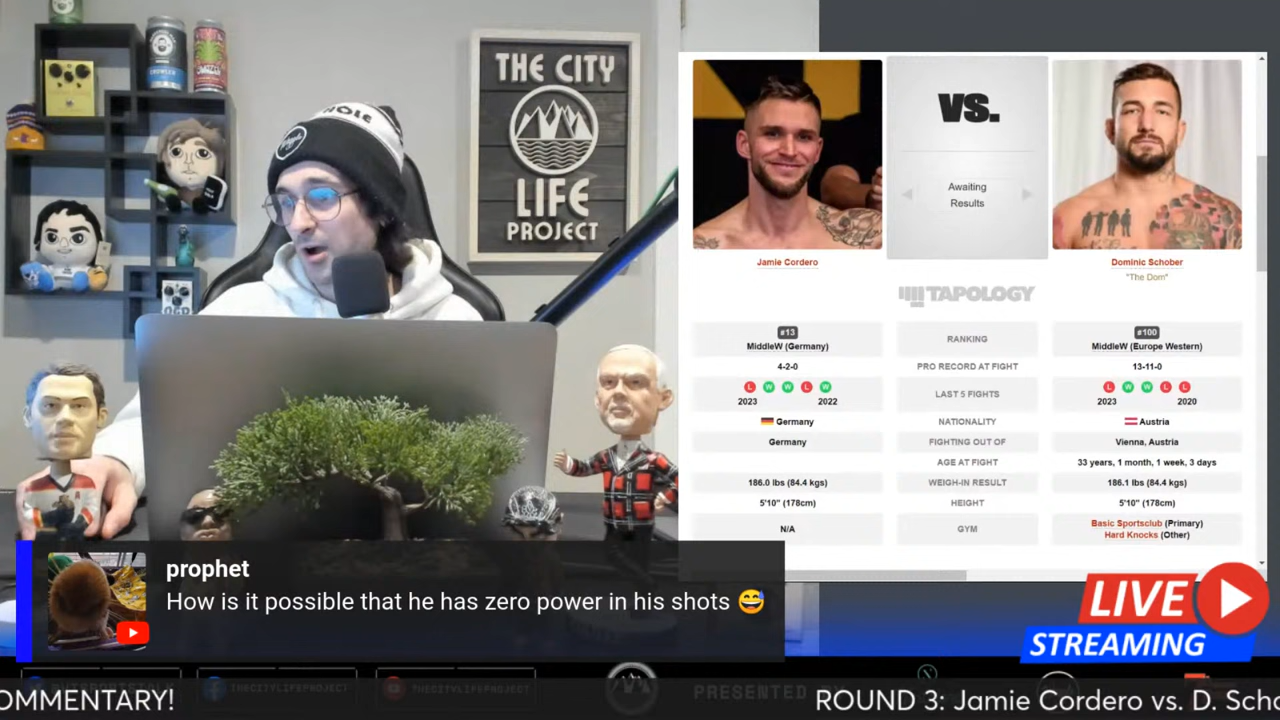 THE CITY
LIFE
PROJECT
VS.
Awaiting
Results
Jamie Cordero
Dominic Schober
"The Dom"
TAPOLOGY
#13
MiddleW (Germany)
RANKING
#100
MiddleW (Europe Western)
4-2-0
PRO RECORD AT FIGHT
13-11-0
L W W L W
2023 2022
LAST 5 FIGHTS
L W W L L
2023 2020
Germany
NATIONALITY
Austria
Germany
FIGHTING OUT OF
Vienna, Austria
AGE AT FIGHT
33 years, 1 month, 1 week, 3 days
186.0 lbs (84.4 kgs)
WEIGH-IN RESULT
186.1 lbs (84.4 kgs)
5'10" (178cm)
HEIGHT
5'10" (178cm)
N/A
GYM
Basic Sportsclub (Primary)
Hard Knocks (Other)
prophet
How is it possible that he has zero power in his shots 😅
LIVE
STREAMING
THECITYLIFEPROJECT
THECITYLIFEPROJECT
PRESENTED
OMMENTARY!
ROUND 3: Jamie Cordero vs. D. Scho